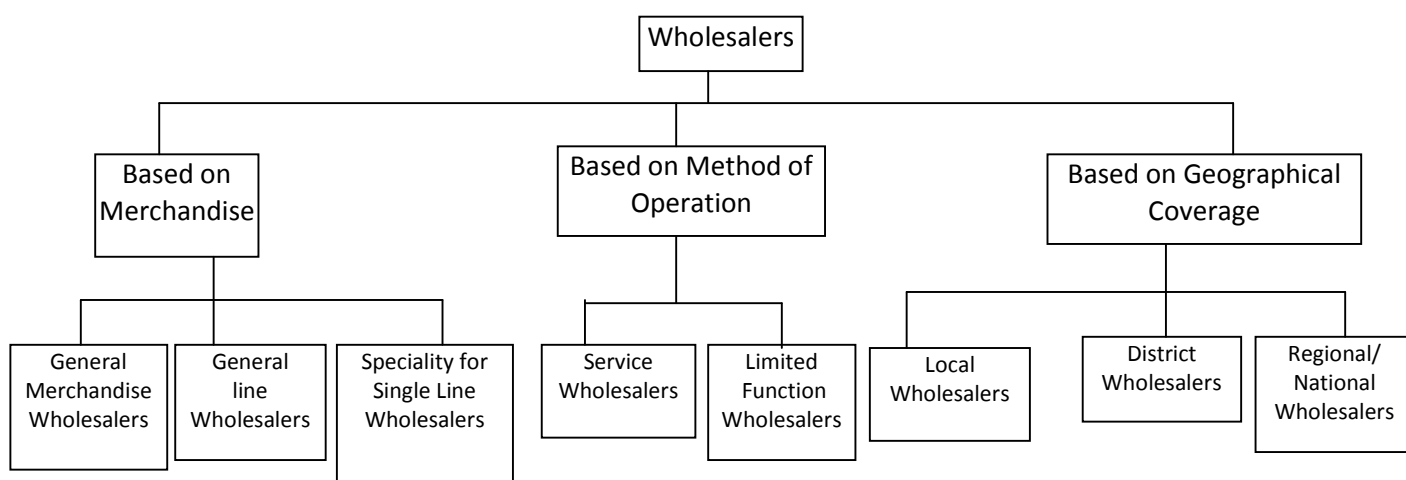 Wholesalers
Based on
Merchandise
Based on Method of
Operation
Based on Geographical
Coverage
General
Merchandise
Wholesalers
General
line
Wholesalers
Speciality for
Single Line
Wholesalers
Service
Wholesalers
Limited
Function
Wholesalers
Local
Wholesalers
District
Wholesalers
Regional/
National
Wholesalers